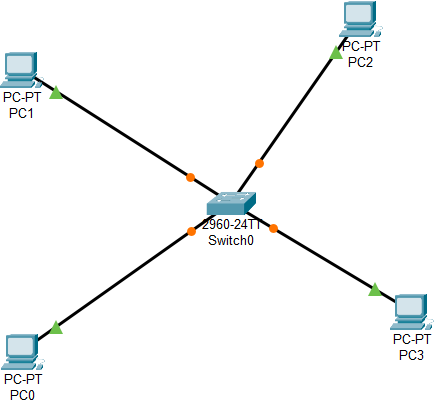 PC-PT
PC2
PC-PT
PC1
2960-24TT
Switch0
PC-PT
PC3
PC-PT
PC0